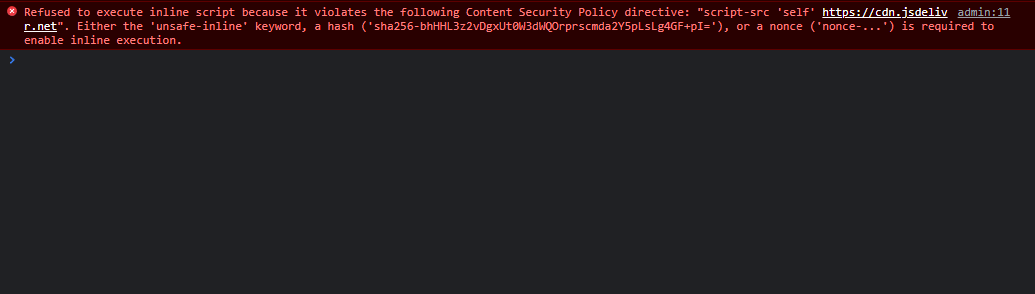 Refused to execute inline script because it violates the following Content Security Policy directive: "script-src 'self' https://cdn.jsdeliv admin:11
r.net". Either the 'unsafe-inline' keyword, a hash ('sha256-bhHHL3z2vDgxUt0W3dWQOrprscmda2Y5pLsLg4GF+pI='), or a nonce ('nonce-...') is required to
enable inline execution.